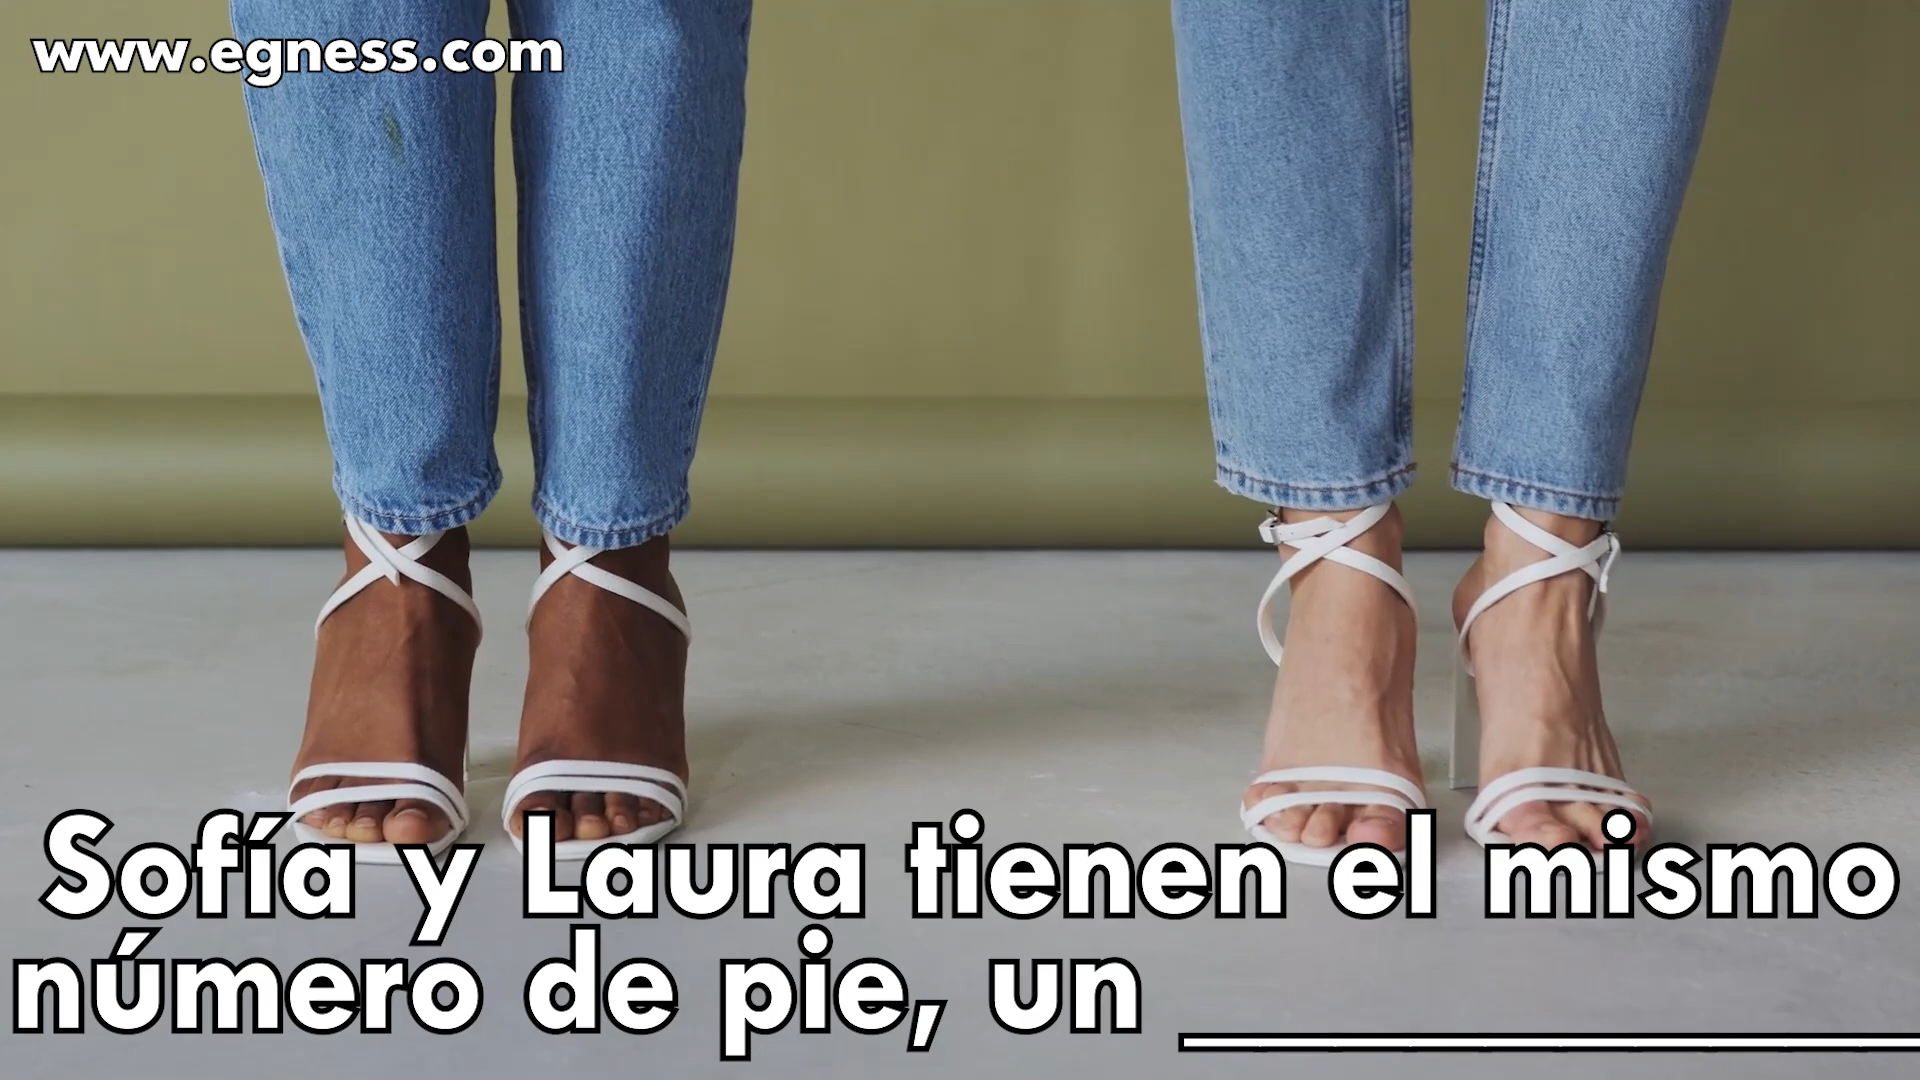 www.egness.com
Sofía y Laura tienen el mismo
número de pie, un ________